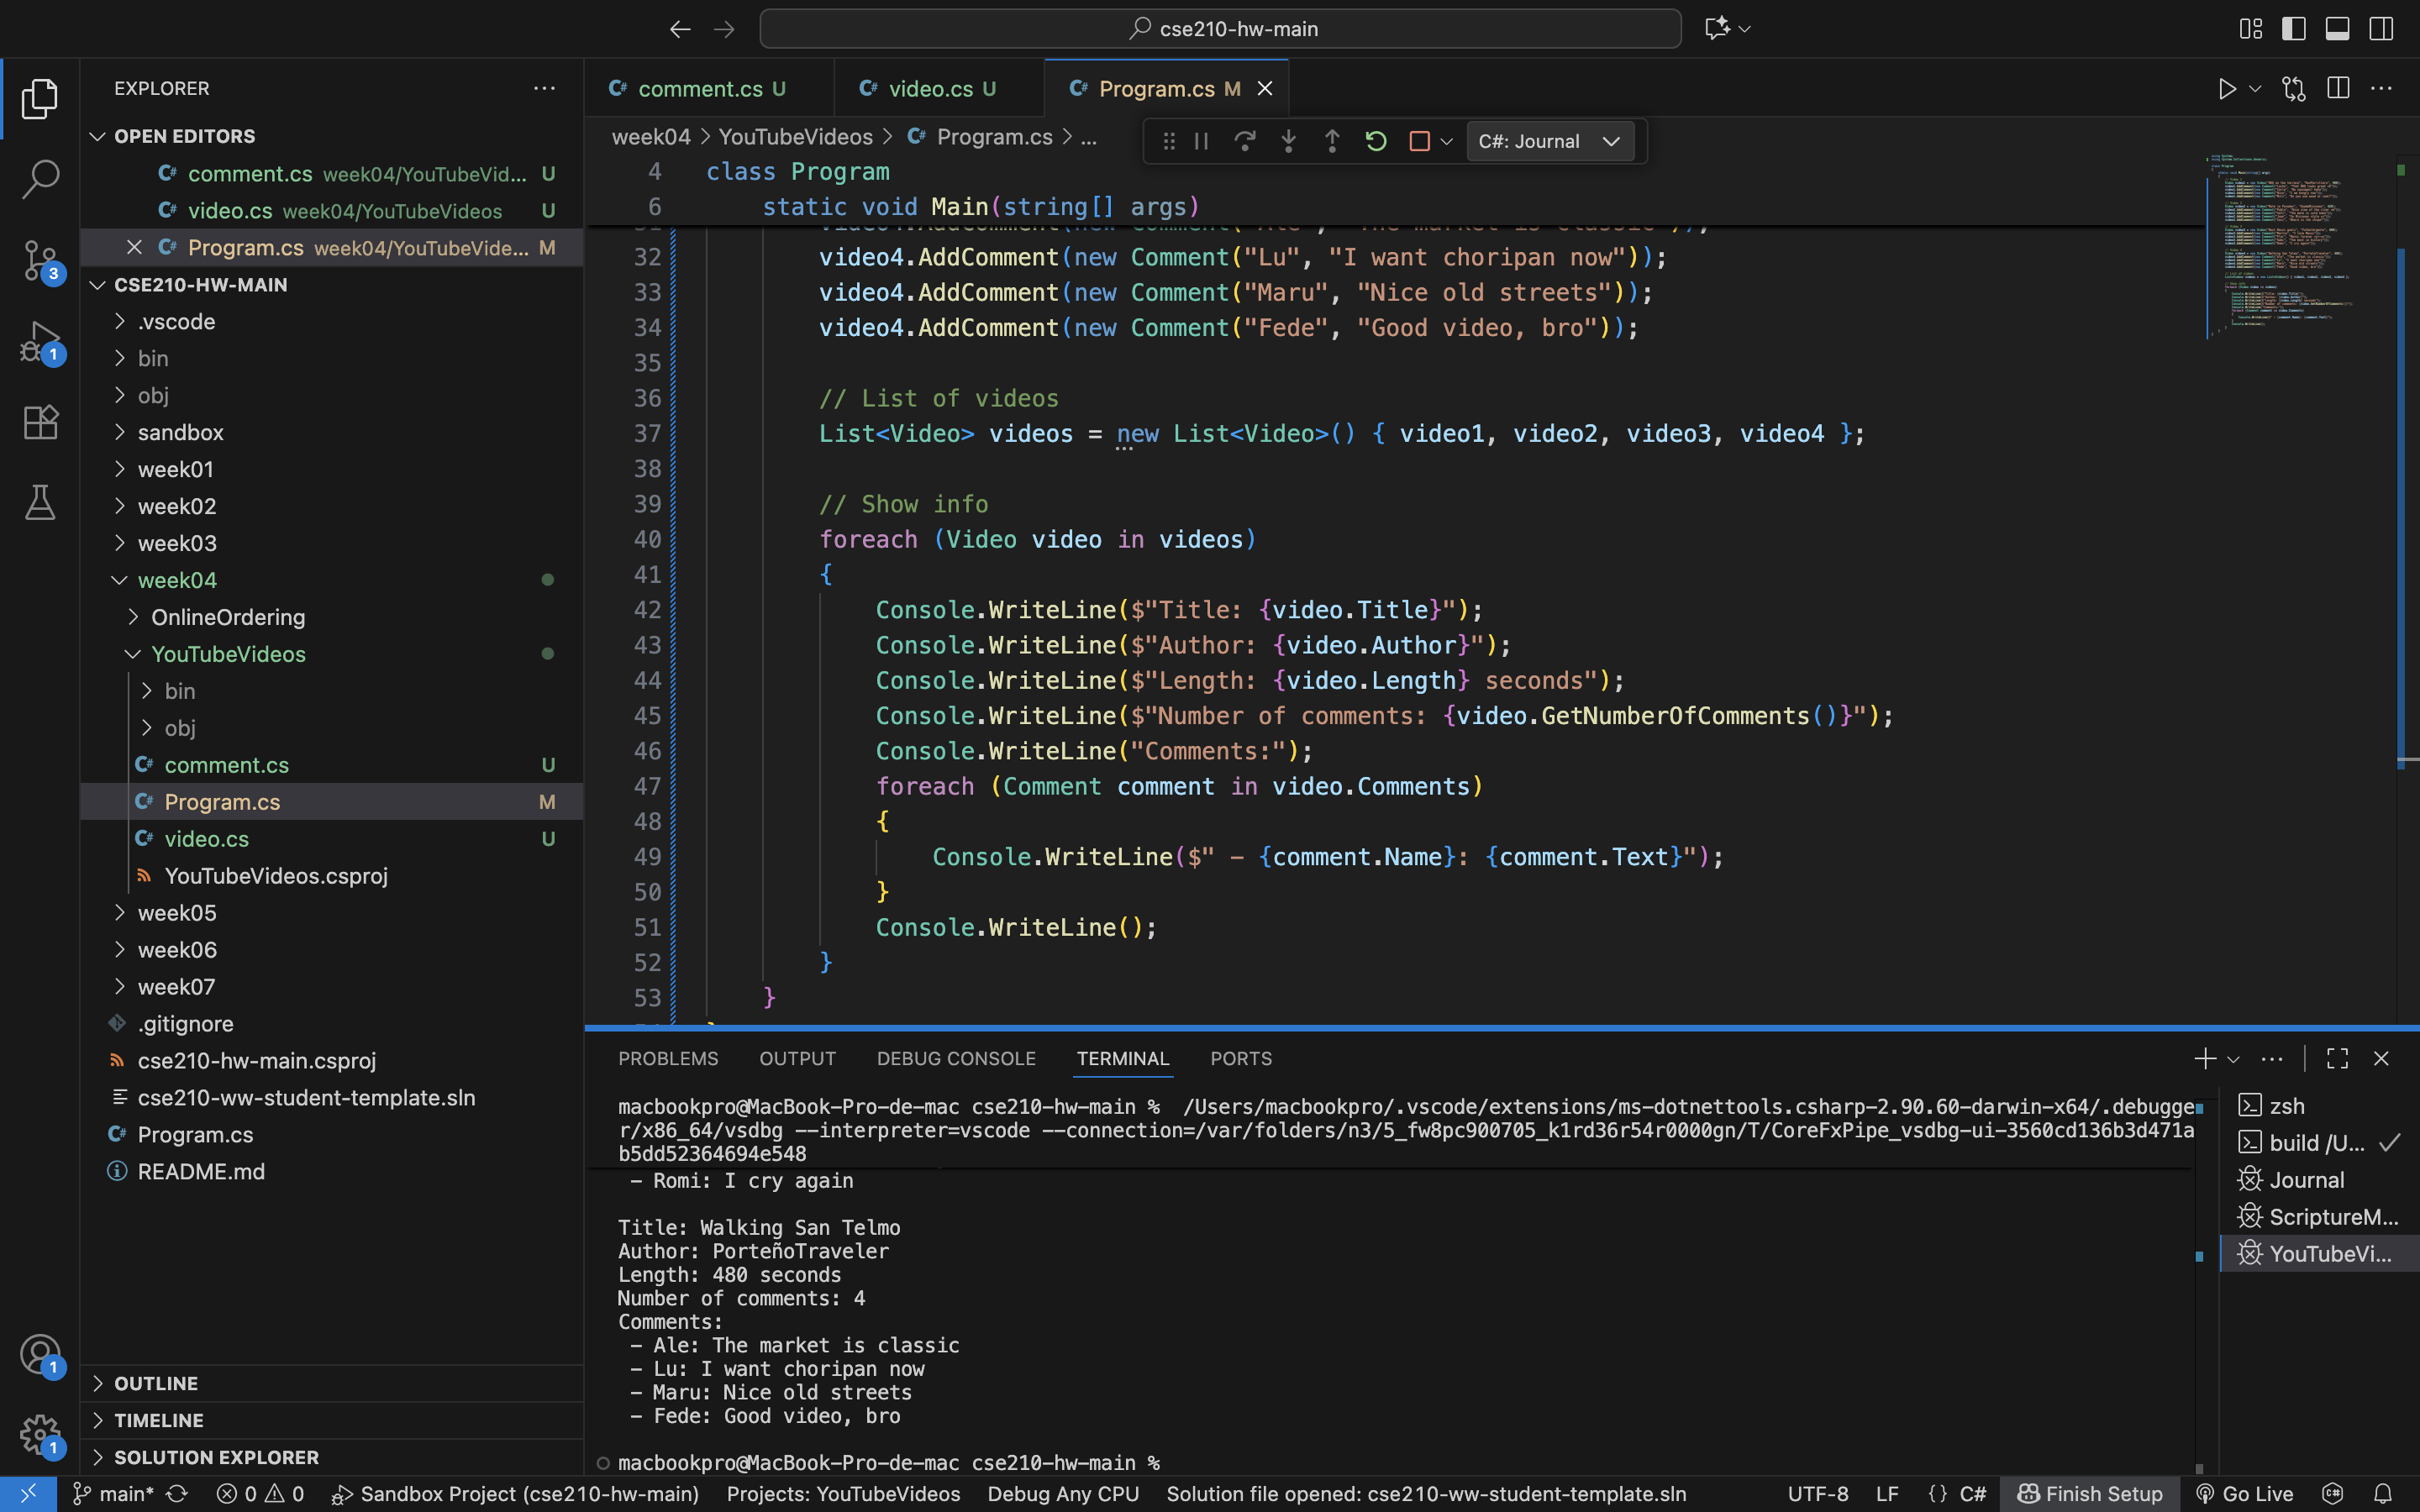 cse210-hw-main
EXPLORER
OPEN EDITORS
comment.cs week04/YouTubeVid... U
video.cs week04/YouTubeVideos U
Program.cs week04/YouTubeVide... M
CSE210-HW-MAIN
.vscode
bin
obj
sandbox
week01
week02
week03
week04
OnlineOrdering
YouTubeVideos
bin
obj
comment.cs U
Program.cs M
video.cs U
YouTubeVideos.csproj
week05
week06
week07
.gitignore
cse210-hw-main.csproj
cse210-ww-student-template.sln
Program.cs
README.md
OUTLINE
TIMELINE
SOLUTION EXPLORER
3
1
1
1
comment.cs U
video.cs U
Program.cs M
week04 > YouTubeVideos > Program.cs > ...
C#: Journal
4 class Program
6 static void Main(string[] args)
32 video4.AddComment(new Comment("Lu", "I want choripan now"));
33 video4.AddComment(new Comment("Maru", "Nice old streets"));
34 video4.AddComment(new Comment("Fede", "Good video, bro"));
35
36 // List of videos
37 List<Video> videos = new List<Video>() { video1, video2, video3, video4 };
38
39 // Show info
40 foreach (Video video in videos)
41 {
42 Console.WriteLine($"Title: {video.Title}");
43 Console.WriteLine($"Author: {video.Author}");
44 Console.WriteLine($"Length: {video.Length} seconds");
45 Console.WriteLine($"Number of comments: {video.GetNumberOfComments()}");
46 Console.WriteLine("Comments:");
47 foreach (Comment comment in video.Comments)
48 {
49 Console.WriteLine($" - {comment.Name}: {comment.Text}");
50 }
51 Console.WriteLine();
52 }
53 }
PROBLEMS OUTPUT DEBUG CONSOLE TERMINAL PORTS
macbookpro@MacBook-Pro-de-mac cse210-hw-main % /Users/macbookpro/.vscode/extensions/ms-dotnettools.csharp-2.90.60-darwin-x64/.debugge
r/x86_64/vsdbg --interpreter=vscode --connection=/var/folders/n3/5_fw8pc900705_k1rd36r54r0000gn/T/CoreFxPipe_vsdbg-ui-3560cd136b3d471a
b5dd52364694e548
- Romi: I cry again
Title: Walking San Telmo
Author: PorteñoTraveler
Length: 480 seconds
Number of comments: 4
Comments:
- Ale: The market is classic
- Lu: I want choripan now
- Maru: Nice old streets
- Fede: Good video, bro
macbookpro@MacBook-Pro-de-mac cse210-hw-main %
zsh
build /U...
Journal
ScriptureM...
YouTubeVi...
main* 0 0 Sandbox Project (cse210-hw-main) Projects: YouTubeVideos Debug Any CPU Solution file opened: cse210-ww-student-template.sln UTF-8 LF {} C# Finish Setup Go Live